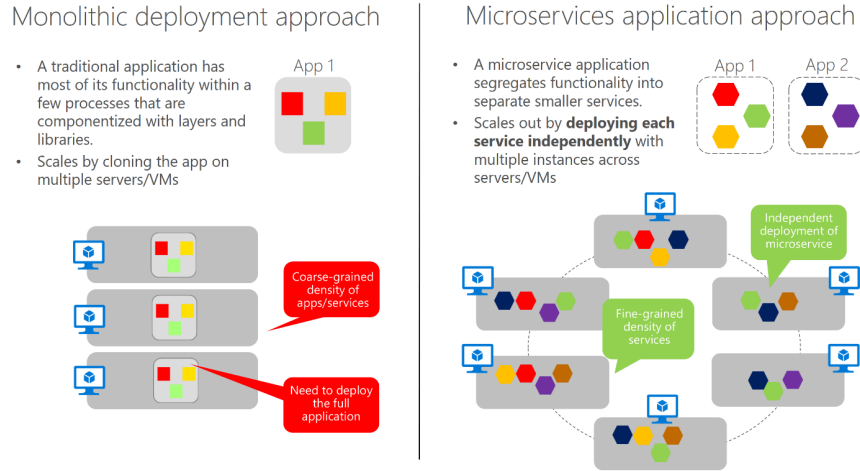 Monolithic deployment approach
• A traditional application has
most of its functionality within a
few processes that are
componentized with layers and
libraries.
• Scales by cloning the app on
multiple servers/VMs
App 1
Coarse-grained
density of
apps/services
Need to deploy
the full
application
Microservices application approach
• A microservice application
segregates functionality into
separate smaller services.
• Scales out by deploying each
service independently with
multiple instances across
servers/VMs
App 1
App 2
Independent
deployment of
microservice
Fine-grained
density of
services